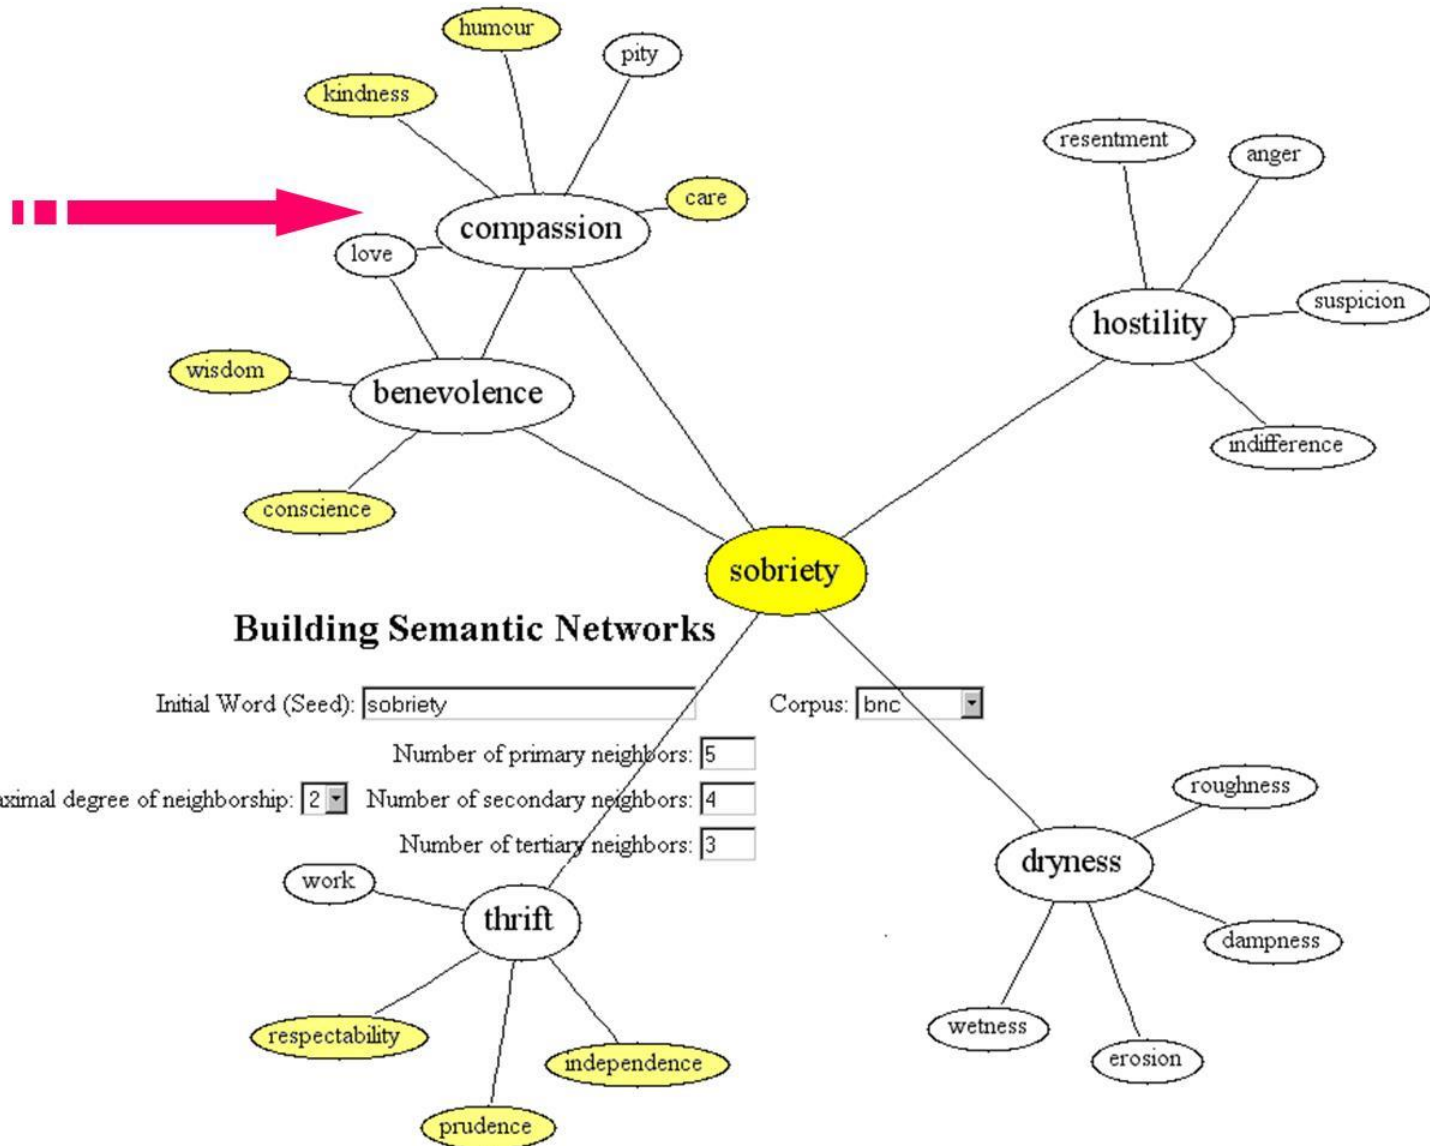 humour
pity
kindness
resentment
anger
care
compassion
love
suspicion
hostility
wisdom
benevolence
indifference
conscience
sobriety
Building Semantic Networks
Initial Word (Seed): sobriety Corpus: bnc
Number of primary neighbors: 5
aximal degree of neighborship: 2 Number of secondary neighbors: 4
Number of tertiary neighbors: 3
roughness
dryness
work
thrift
dampness
respectability
wetness
independence
erosion
prudence